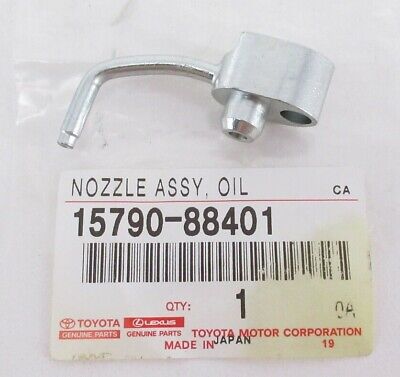 NOZZLE ASSY, OIL CA
15790-88401
QTY: 1 0A
TOYOTA LEXUS TOYOTA MOTOR CORPORATION
GENUINE PARTS GENUINE PARTS MADE IN JAPAN 19